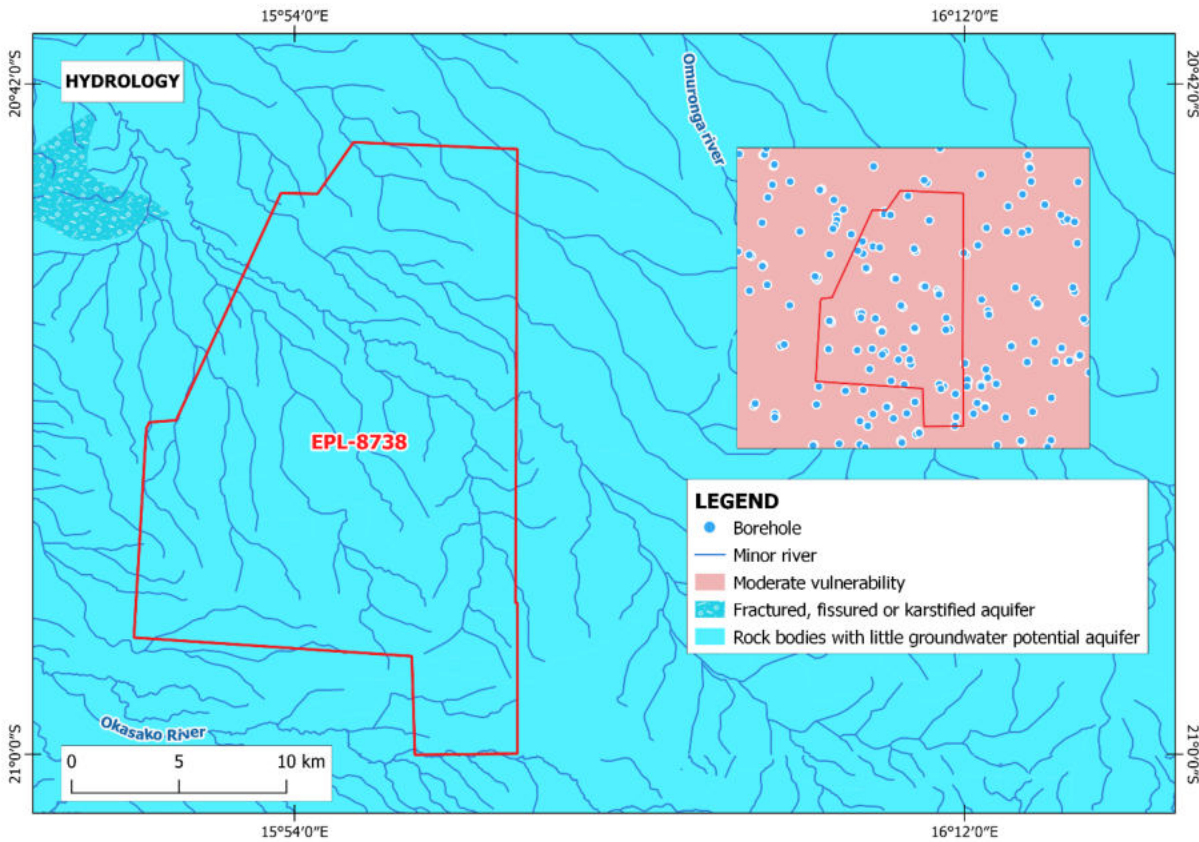 15°54′0″E
16°12′0″E
20°42′0″S
20°42′0″S
HYDROLOGY
Omuronga river
EPL-8738
LEGEND
Borehole
Minor river
Moderate vulnerability
Fractured, fissured or karstified aquifer
Rock bodies with little groundwater potential aquifer
Okasako River
0 5 10 km
21°0′0″S
21°0′0″S
15°54′0″E
16°12′0″E